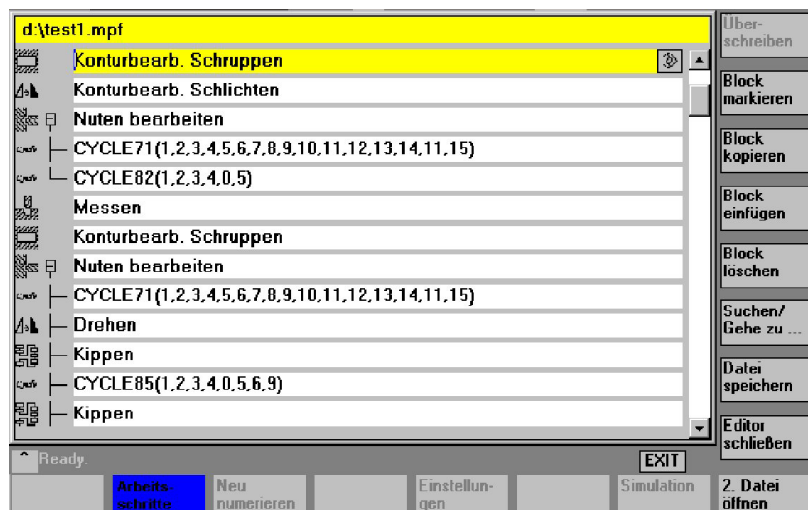 d:\test1.mpf
Konturbearb. Schruppen
Konturbearb. Schlichten
Nuten bearbeiten
CYCLE71(1,2,3,4,5,6,7,8,9,10,11,12,13,14,11,15)
CYCLE82(1,2,3,4,0,5)
Messen
Konturbearb. Schruppen
Nuten bearbeiten
CYCLE71(1,2,3,4,5,6,7,8,9,10,11,12,13,14,11,15)
Drehen
Kippen
CYCLE85(1,2,3,4,0,5,6,9)
Kippen
Über-
schreiben
Block
markieren
Block
kopieren
Block
einfügen
Block
löschen
Suchen/
Gehe zu ...
Datei
speichern
Editor
schließen
^ Ready.
EXIT
Arbeits-
schritte
Neu
numerieren
Einstellun-
gen
Simulation
2. Datei
öffnen